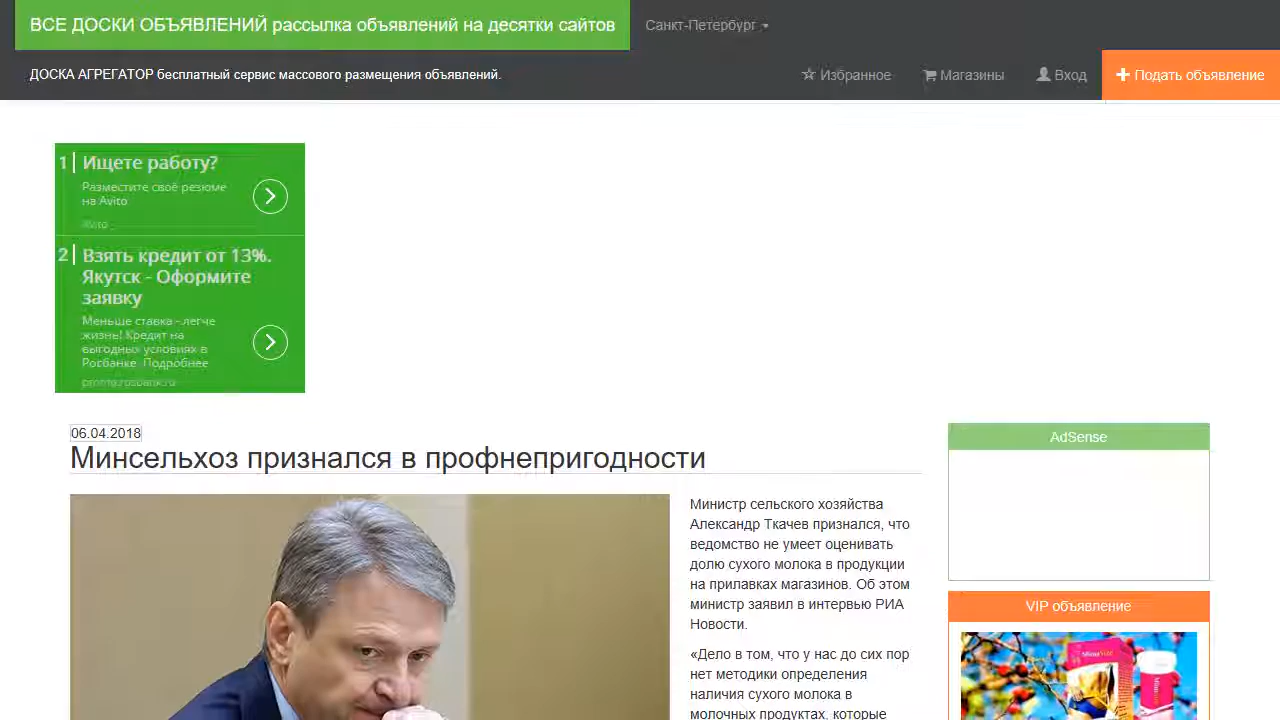 ВСЕ ДОСКИ ОБЪЯВЛЕНИЙ рассылка объявлений на десятки сайтов
Санкт-Петербург
ДОСКА АГРЕГАТОР бесплатный сервис массового размещения объявлений.
Избранное
Магазины
Вход
Подать объявление
1 Ищете работу?
Разместите своё резюме
на Avito
Avito
2 Взять кредит от 13%.
Якутск - Оформите
заявку
Меньше ставка - легче
жизнь! Кредит на
выгодных условиях в
Росбанке. Подробнее
promo.rosbank.ru
06.04.2018
Минсельхоз признался в профнепригодности
Министр сельского хозяйства
Александр Ткачев признался, что
ведомство не умеет оценивать
долю сухого молока в продукции
на прилавках магазинов. Об этом
министр заявил в интервью РИА
Новости.
«Дело в том, что у нас до сих пор
нет методики определения
наличия сухого молока в
молочных продуктах, которые
AdSense
VIP объявление